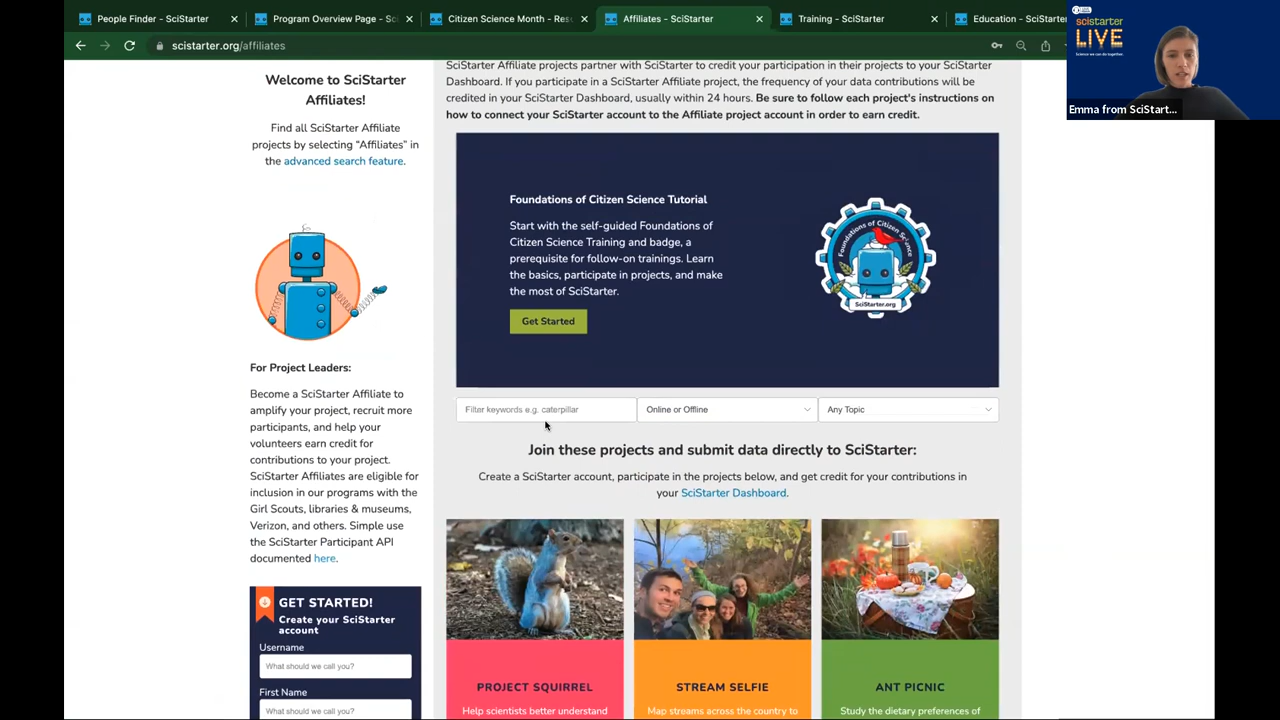 People Finder - SciStarter
Program Overview Page - Sc
Citizen Science Month - Res
Affiliates - SciStarter
Training - SciStarter
Education - SciStarte
scistarter.org/affiliates
scistarter
LIVE
Science we can do together.
Emma from SciStart...
Welcome to SciStarter
Affiliates!
Find all SciStarter Affiliate
projects by selecting “Affiliates” in
the advanced search feature.
For Project Leaders:
Become a SciStarter Affiliate to
amplify your project, recruit more
participants, and help your
volunteers earn credit for
contributions to your project.
SciStarter Affiliates are eligible for
inclusion in our programs with the
Girl Scouts, libraries & museums,
Verizon, and others. Simple use
the SciStarter Participant API
documented here.
GET STARTED!
Create your SciStarter
account
Username
What should we call you?
First Name
What should we call you?
SciStarter Affiliate projects partner with SciStarter to credit your participation in their projects to your SciStarter
Dashboard. If you participate in a SciStarter Affiliate project, the frequency of your data contributions will be
credited in your SciStarter Dashboard, usually within 24 hours. Be sure to follow each project's instructions on
how to connect your SciStarter account to the Affiliate project account in order to earn credit.
Foundations of Citizen Science Tutorial
Start with the self-guided Foundations of
Citizen Science Training and badge, a
prerequisite for follow-on trainings. Learn
the basics, participate in projects, and make
the most of SciStarter.
Get Started
Foundations of Citizen Science
SciStarter.org
Filter keywords e.g. caterpillar
Online or Offline
Any Topic
Join these projects and submit data directly to SciStarter:
Create a SciStarter account, participate in the projects below, and get credit for your contributions in
your SciStarter Dashboard.
PROJECT SQUIRREL
Help scientists better understand
STREAM SELFIE
Map streams across the country to
ANT PICNIC
Study the dietary preferences of